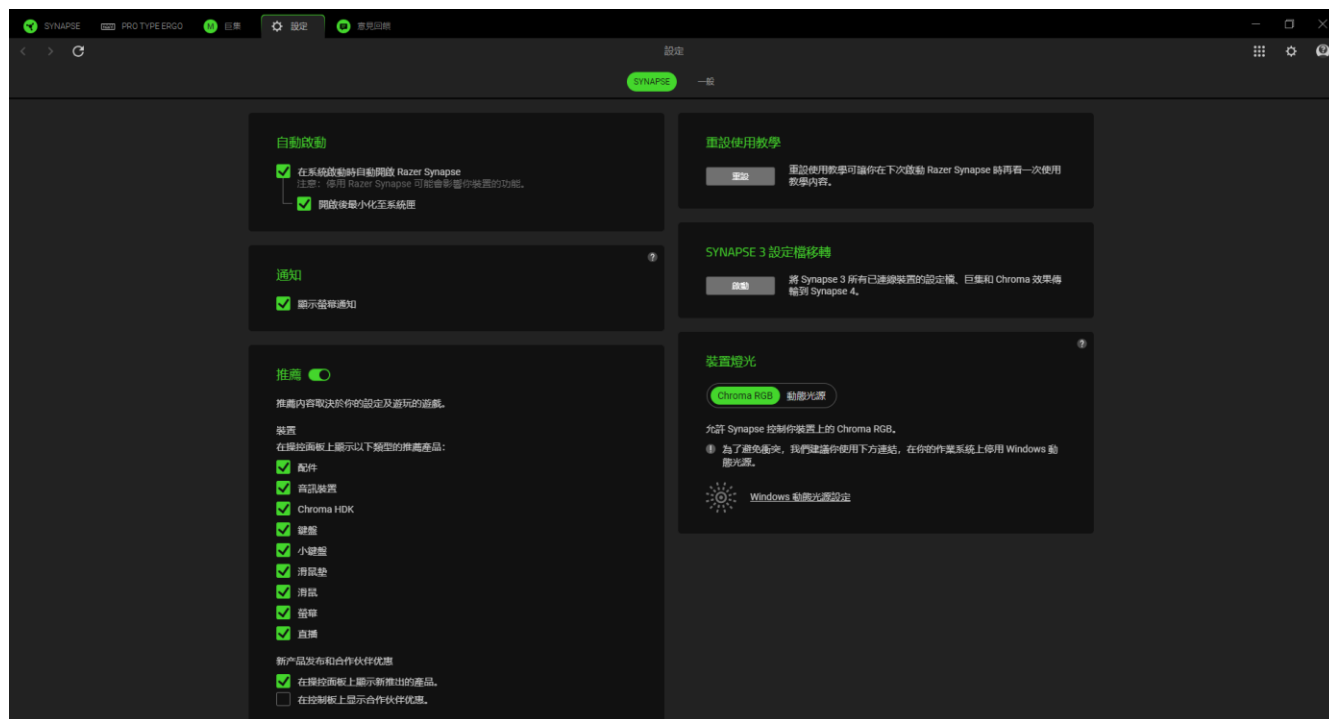 SYNAPSE
PRO TYPE ERGO
巨集
設定
意見回饋
設定
SYNAPSE
一般
自動啟動
在系統啟動時自動開啟 Razer Synapse
注意：停用 Razer Synapse 可能會影響你裝置的功能。
開啟後最小化至系統匣
通知
顯示螢幕通知
推薦
推薦內容取決於你的設定及遊玩的遊戲。
裝置
在操控面板上顯示以下類型的推薦產品：
配件
音訊裝置
Chroma HDK
鍵盤
小鍵盤
滑鼠墊
滑鼠
螢幕
直播
新产品发布和合作伙伴优惠
在操控面板上顯示新推出的產品。
在控制板上显示合作伙伴优惠。
重設使用教學
重設
重設使用教學可讓你在下次啟動 Razer Synapse 時再看一次使用
教學內容。
SYNAPSE 3 設定檔移轉
啟動
將 Synapse 3 所有已連線裝置的設定檔、巨集和 Chroma 效果傳
輸到 Synapse 4。
裝置燈光
Chroma RGB
動態光源
允許 Synapse 控制你裝置上的 Chroma RGB。
為了避免衝突，我們建議你使用下方連結，在你的作業系統上停用 Windows 動
態光源。
Windows 動態光源設定